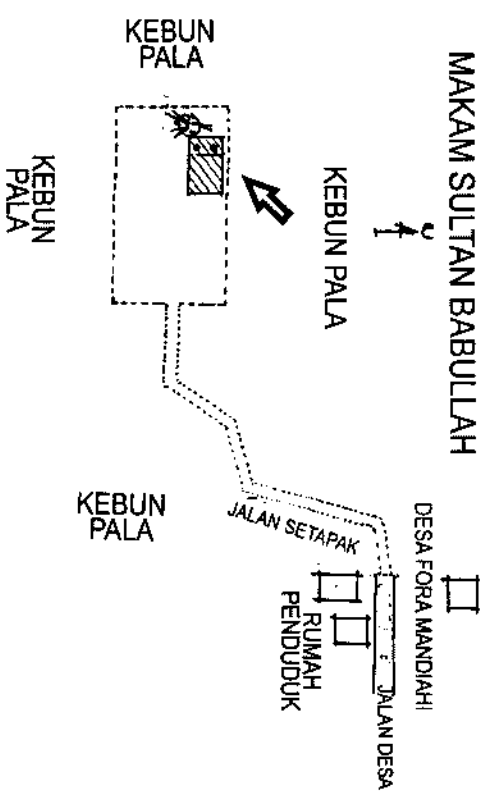 MAKAM SULTAN BABULLAH
KEBUN
PALA
KEBUN
PALA
KEBUN PALA
KEBUN
PALA
JALAN SETAPAK
DESA FORA MANDIAHI
RUMAH
PENDUDUK
JALAN DESA